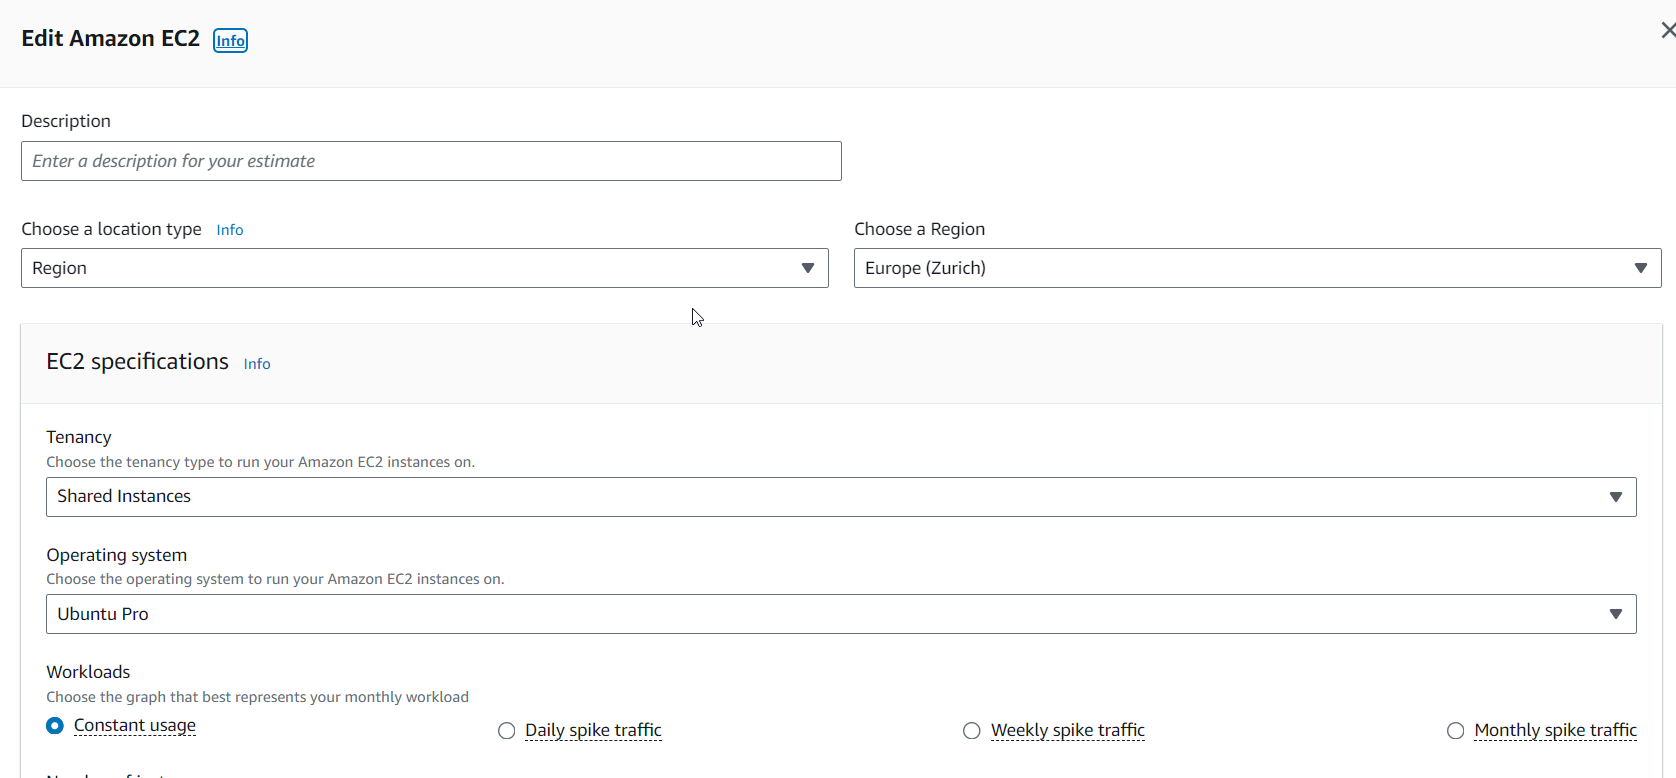 Edit Amazon EC2 Info
Description
Enter a description for your estimate
Choose a location type Info
Choose a Region
Region
Europe (Zurich)
EC2 specifications Info
Tenancy
Choose the tenancy type to run your Amazon EC2 instances on.
Shared Instances
Operating system
Choose the operating system to run your Amazon EC2 instances on.
Ubuntu Pro
Workloads
Choose the graph that best represents your monthly workload
Constant usage
Daily spike traffic
Weekly spike traffic
Monthly spike traffic